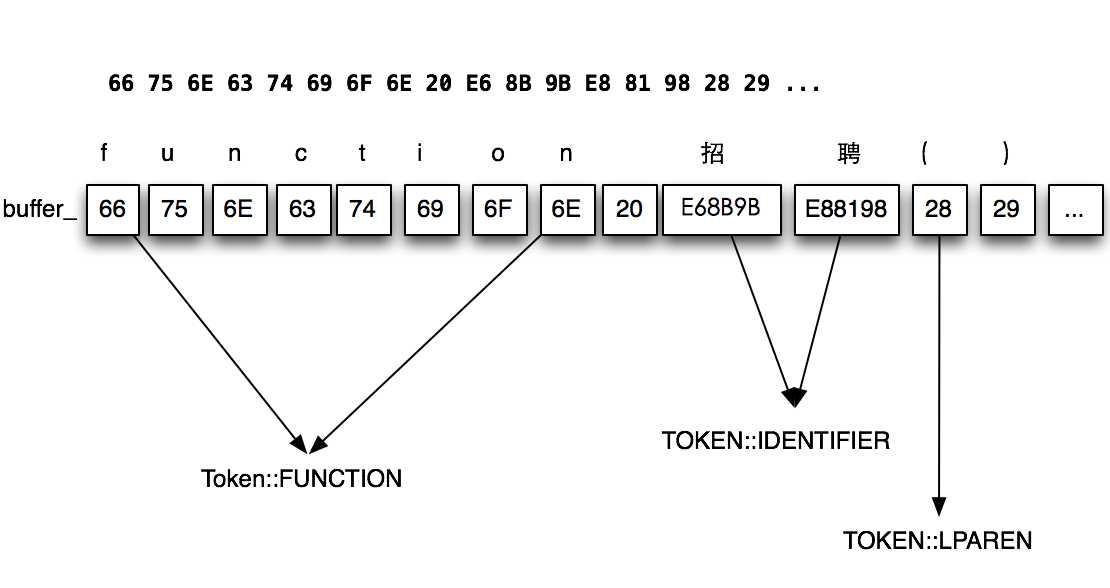 66 75 6E 63 74 69 6F 6E 20 E6 8B 9B E8 81 98 28 29 ...
f u n c t i o n 招 聘 ( )
buffer_ 66 75 6E 63 74 69 6F 6E 20 E68B9B E88198 28 29 ...
TOKEN::IDENTIFIER
Token::FUNCTION
TOKEN::LPAREN